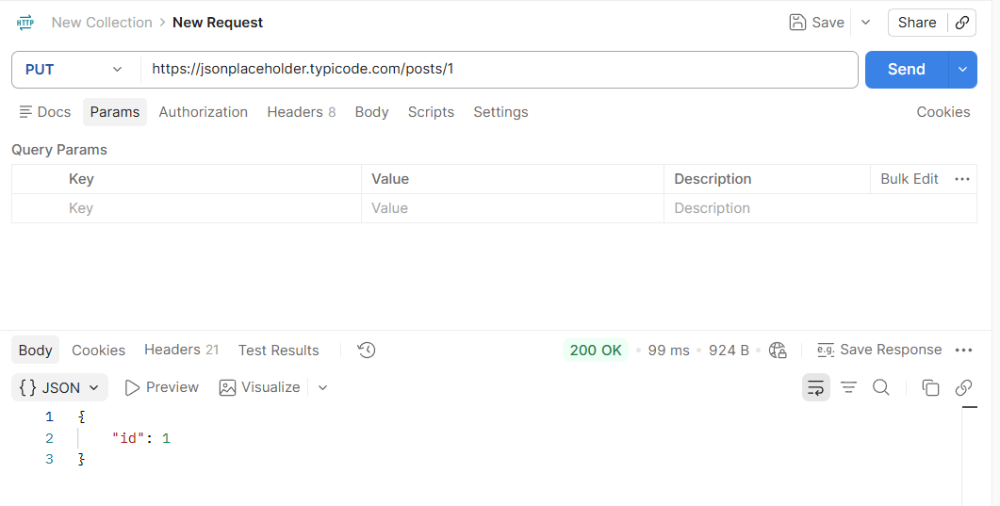 HTTP New Collection > New Request Save Share
PUT https://jsonplaceholder.typicode.com/posts/1 Send
Docs Params Authorization Headers 8 Body Scripts Settings Cookies
Query Params
Key Value Description Bulk Edit
Key Value Description
Body Cookies Headers 21 Test Results 200 OK 99 ms 924 B e.g. Save Response
{} JSON Preview Visualize
1 {
2 "id": 1
3 }